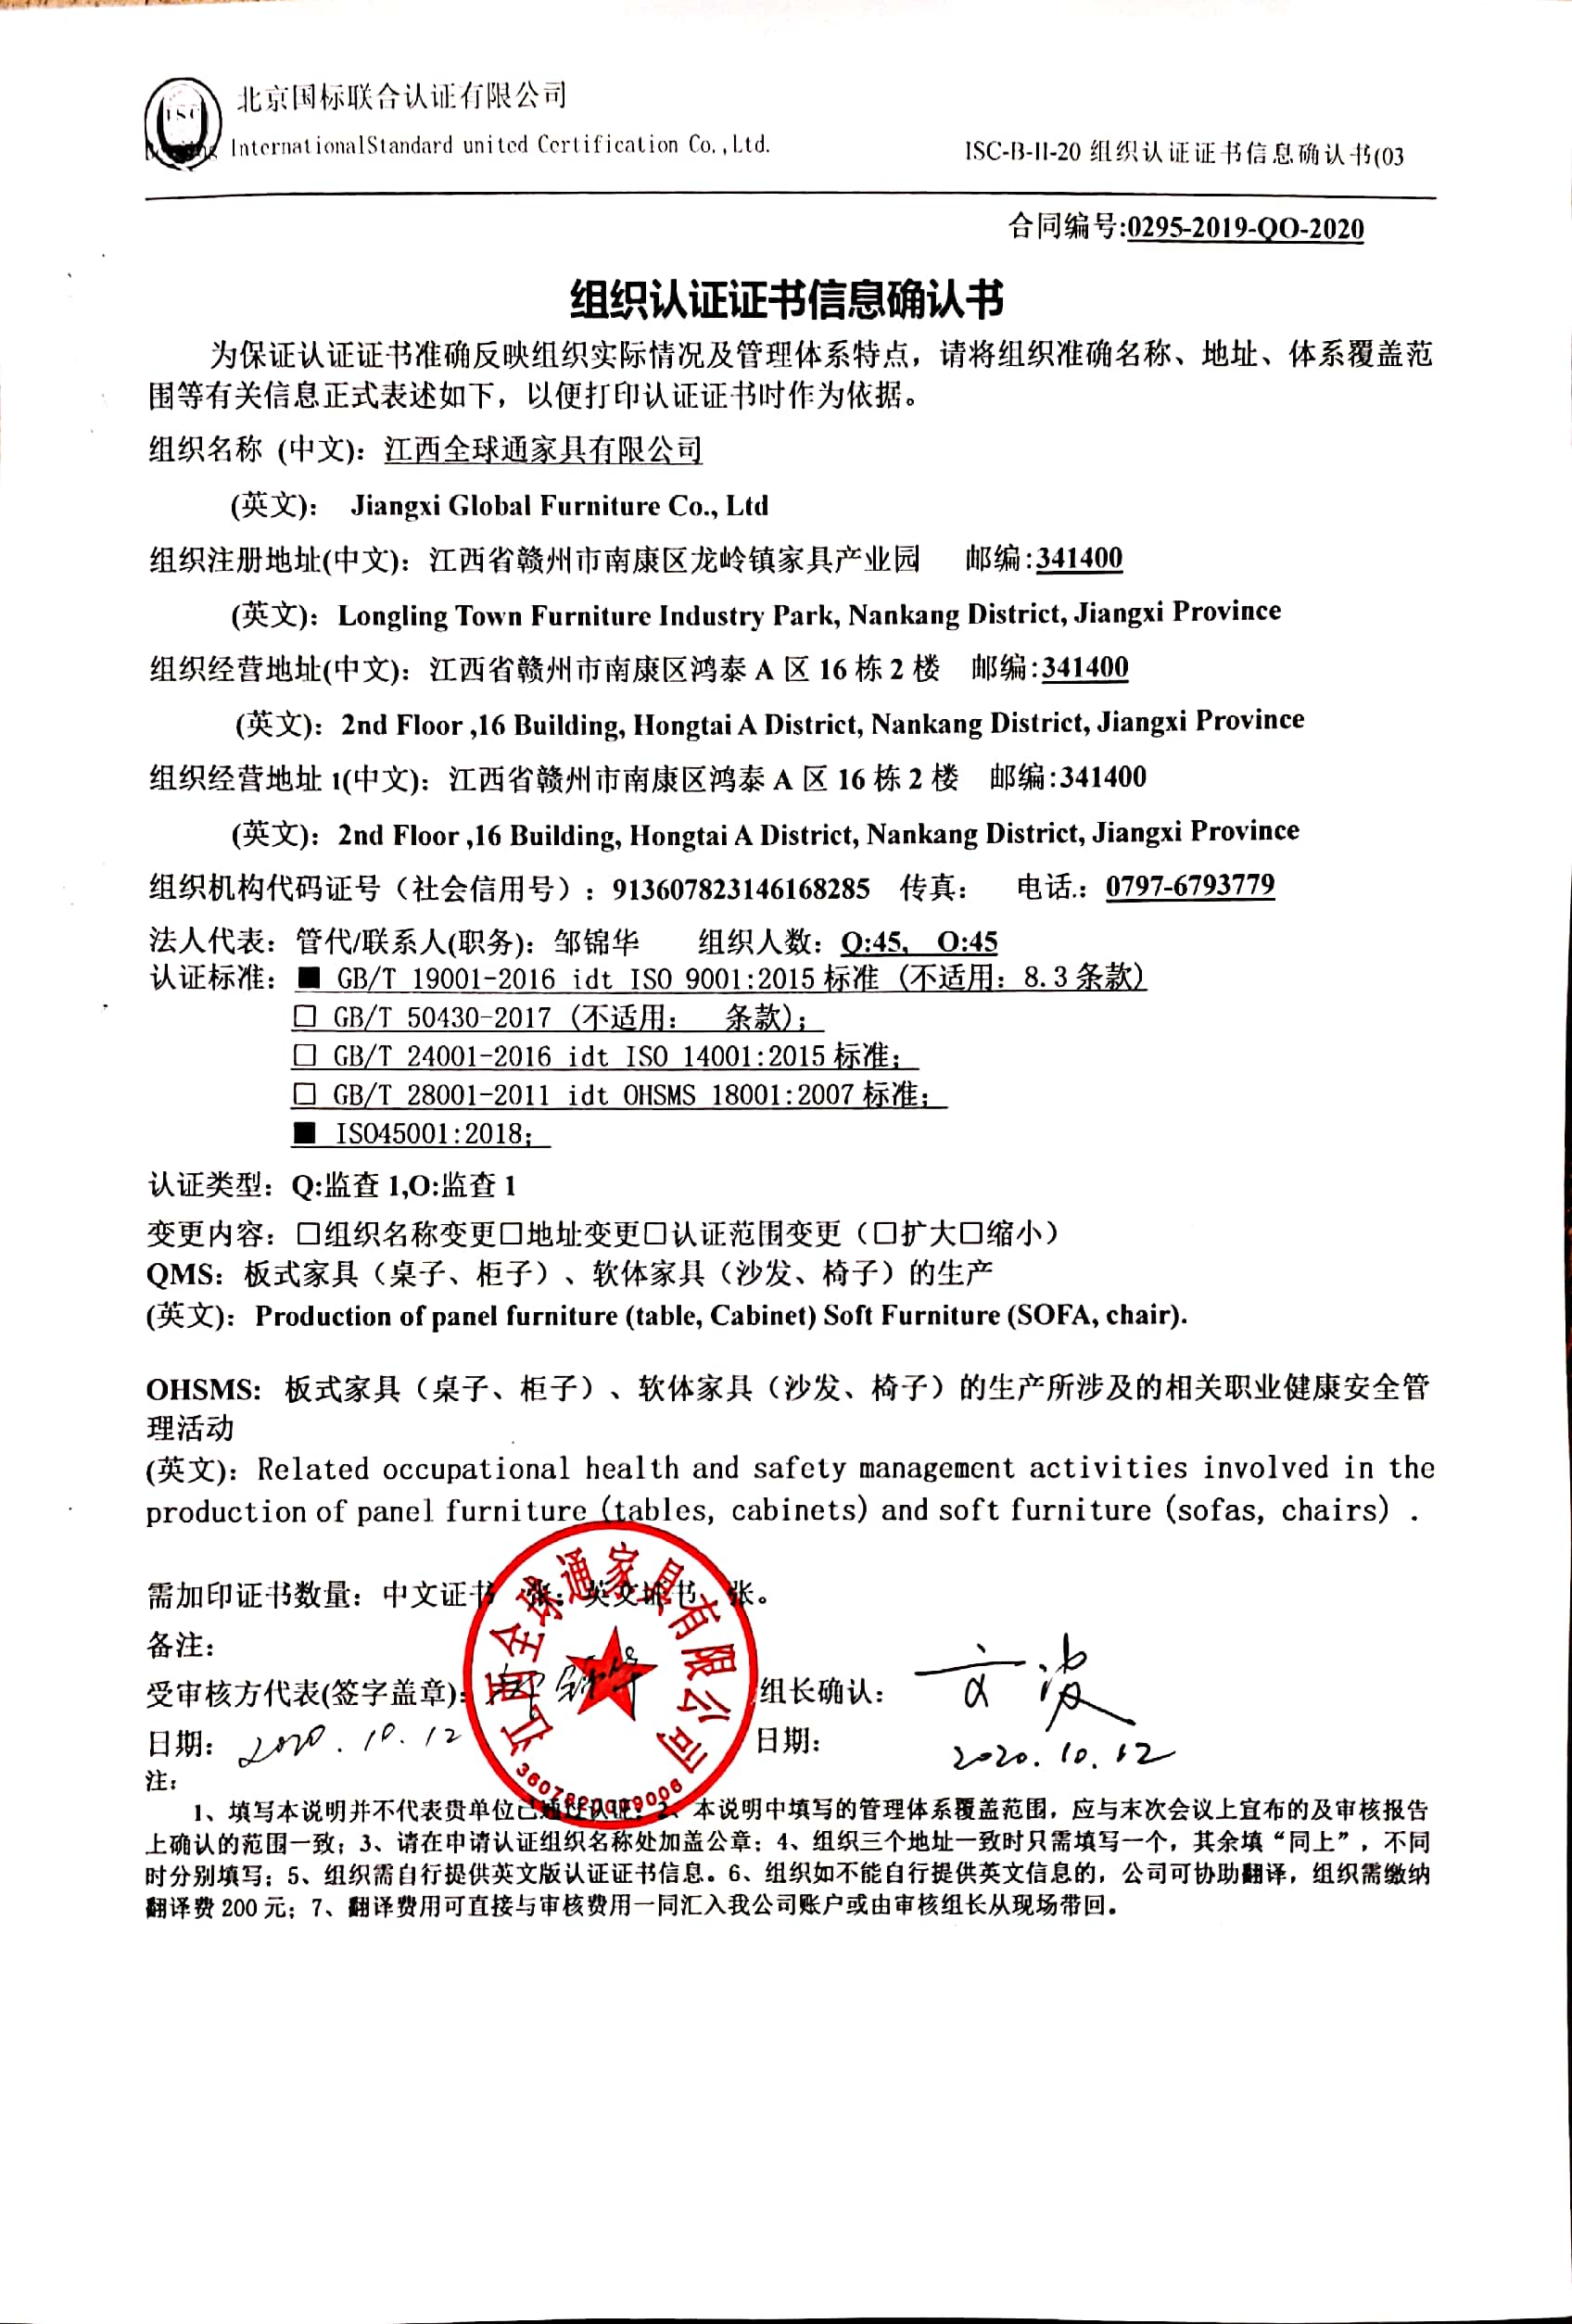 ISC
北京国标联合认证有限公司
InternationalStandard united Certification Co.,Ltd.
ISC-B-II-20 组织认证证书信息确认书(03
合同编号:0295-2019-QO-2020
组织认证证书信息确认书
为保证认证证书准确反映组织实际情况及管理体系特点，请将组织准确名称、地址、体系覆盖范
围等有关信息正式表述如下，以便打印认证证书时作为依据。
组织名称 (中文)：江西全球通家具有限公司
(英文)： Jiangxi Global Furniture Co., Ltd
组织注册地址(中文)：江西省赣州市南康区龙岭镇家具产业园 邮编:341400
(英文)：Longling Town Furniture Industry Park, Nankang District, Jiangxi Province
组织经营地址(中文)：江西省赣州市南康区鸿泰 A 区 16 栋 2 楼 邮编:341400
(英文)：2nd Floor ,16 Building, Hongtai A District, Nankang District, Jiangxi Province
组织经营地址 1(中文)：江西省赣州市南康区鸿泰 A 区 16 栋 2 楼 邮编:341400
(英文)：2nd Floor ,16 Building, Hongtai A District, Nankang District, Jiangxi Province
组织机构代码证号（社会信用号）：913607823146168285 传真： 电话.：0797-6793779
法人代表：管代/联系人(职务)：邹锦华 组织人数：Q:45, O:45
认证标准：■ GB/T 19001-2016 idt ISO 9001:2015 标准（不适用：8.3 条款）
□ GB/T 50430-2017（不适用： 条款）；
□ GB/T 24001-2016 idt ISO 14001:2015 标准；
□ GB/T 28001-2011 idt OHSMS 18001:2007 标准；
■ ISO45001:2018；
认证类型：Q:监查 1,O:监查 1
变更内容：□组织名称变更□地址变更□认证范围变更（□扩大□缩小）
QMS：板式家具（桌子、柜子）、软体家具（沙发、椅子）的生产
(英文)：Production of panel furniture (table, Cabinet) Soft Furniture (SOFA, chair).
OHSMS：板式家具（桌子、柜子）、软体家具（沙发、椅子）的生产所涉及的相关职业健康安全管
理活动
(英文)：Related occupational health and safety management activities involved in the
production of panel furniture (tables, cabinets) and soft furniture (sofas, chairs) .
需加印证书数量：中文证书 张；英文证书 张。
备注：
受审核方代表(签字盖章)：邹锦华 组长确认：文波
日期：2020.10.12 日期：2020.10.12
江西全球通家具有限公司
注：
1、填写本说明并不代表贵单位已通过认证；2、本说明中填写的管理体系覆盖范围，应与末次会议上宣布的及审核报告
上确认的范围一致；3、请在申请认证组织名称处加盖公章；4、组织三个地址一致时只需填写一个，其余填“同上”，不同
时分别填写；5、组织需自行提供英文版认证证书信息。6、组织如不能自行提供英文信息的，公司可协助翻译，组织需缴纳
翻译费 200 元；7、翻译费用可直接与审核费用一同汇入我公司账户或由审核组长从现场带回。